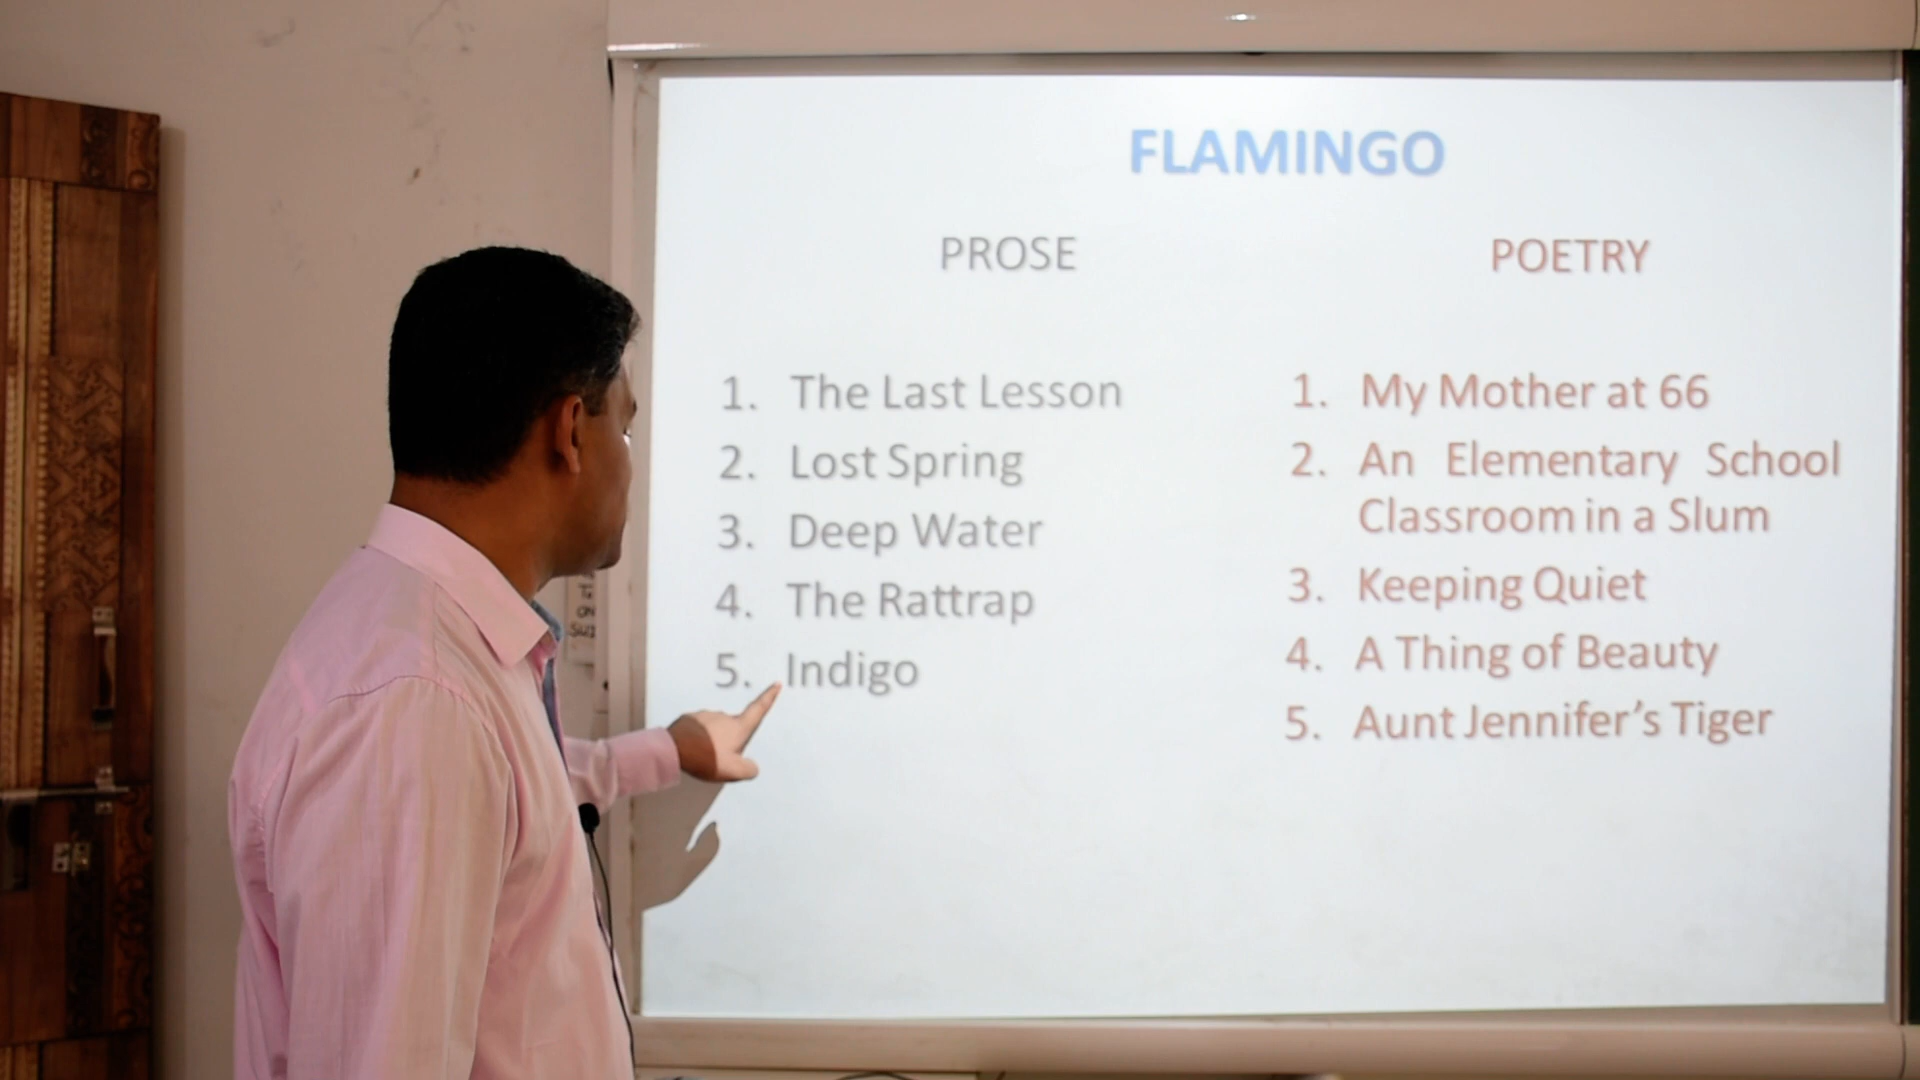 FLAMINGO
PROSE
1. The Last Lesson
2. Lost Spring
3. Deep Water
4. The Rattrap
5. Indigo
POETRY
1. My Mother at 66
2. An Elementary School
Classroom in a Slum
3. Keeping Quiet
4. A Thing of Beauty
5. Aunt Jennifer's Tiger
ON